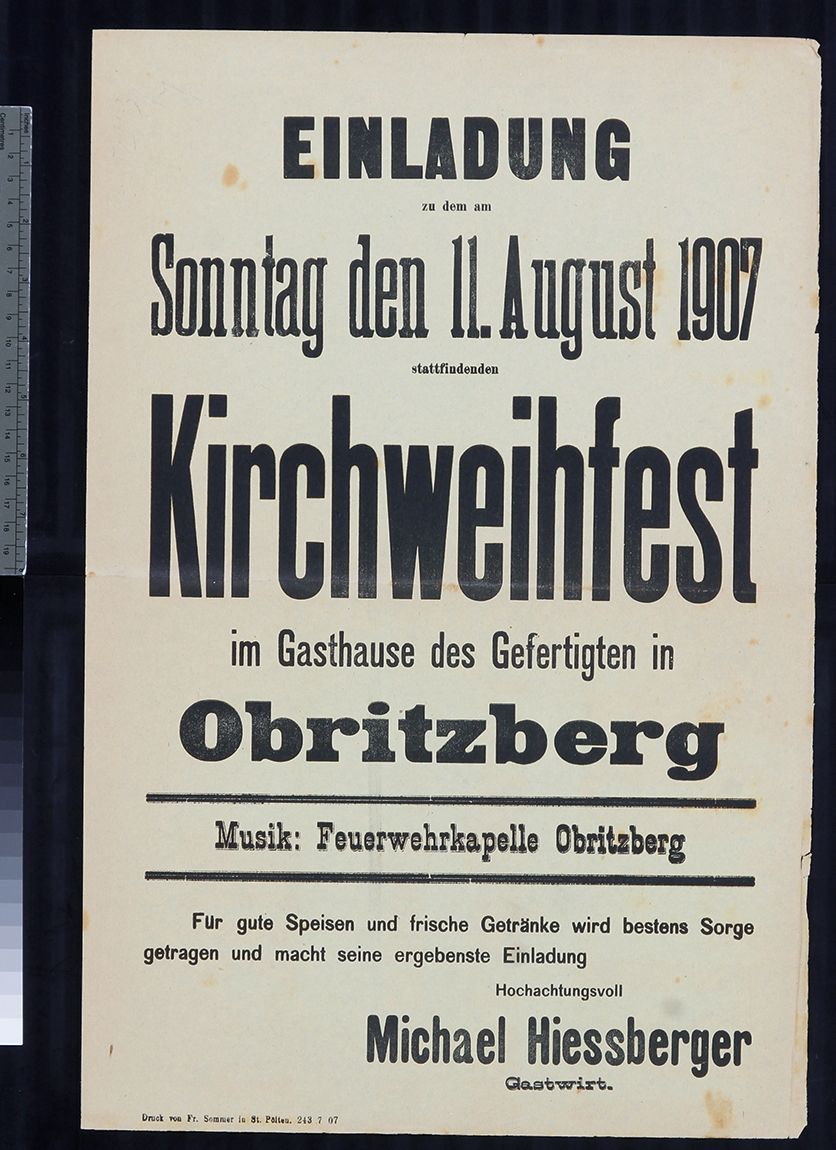 EINLADUNG
zu dem am
Sonntag den 11. August 1907
stattfindenden
Kirchweihfest
im Gasthause des Gefertigten in
Obritzberg
Musik: Feuerwehrkapelle Obritzberg
Für gute Speisen und frische Getränke wird bestens Sorge
getragen und macht seine ergebenste Einladung
Hochachtungsvoll
Michael Hiessberger
Gastwirt.
Druck von Fr. Sommer in St. Pölten. 243 7 07
Inches
Centimetres